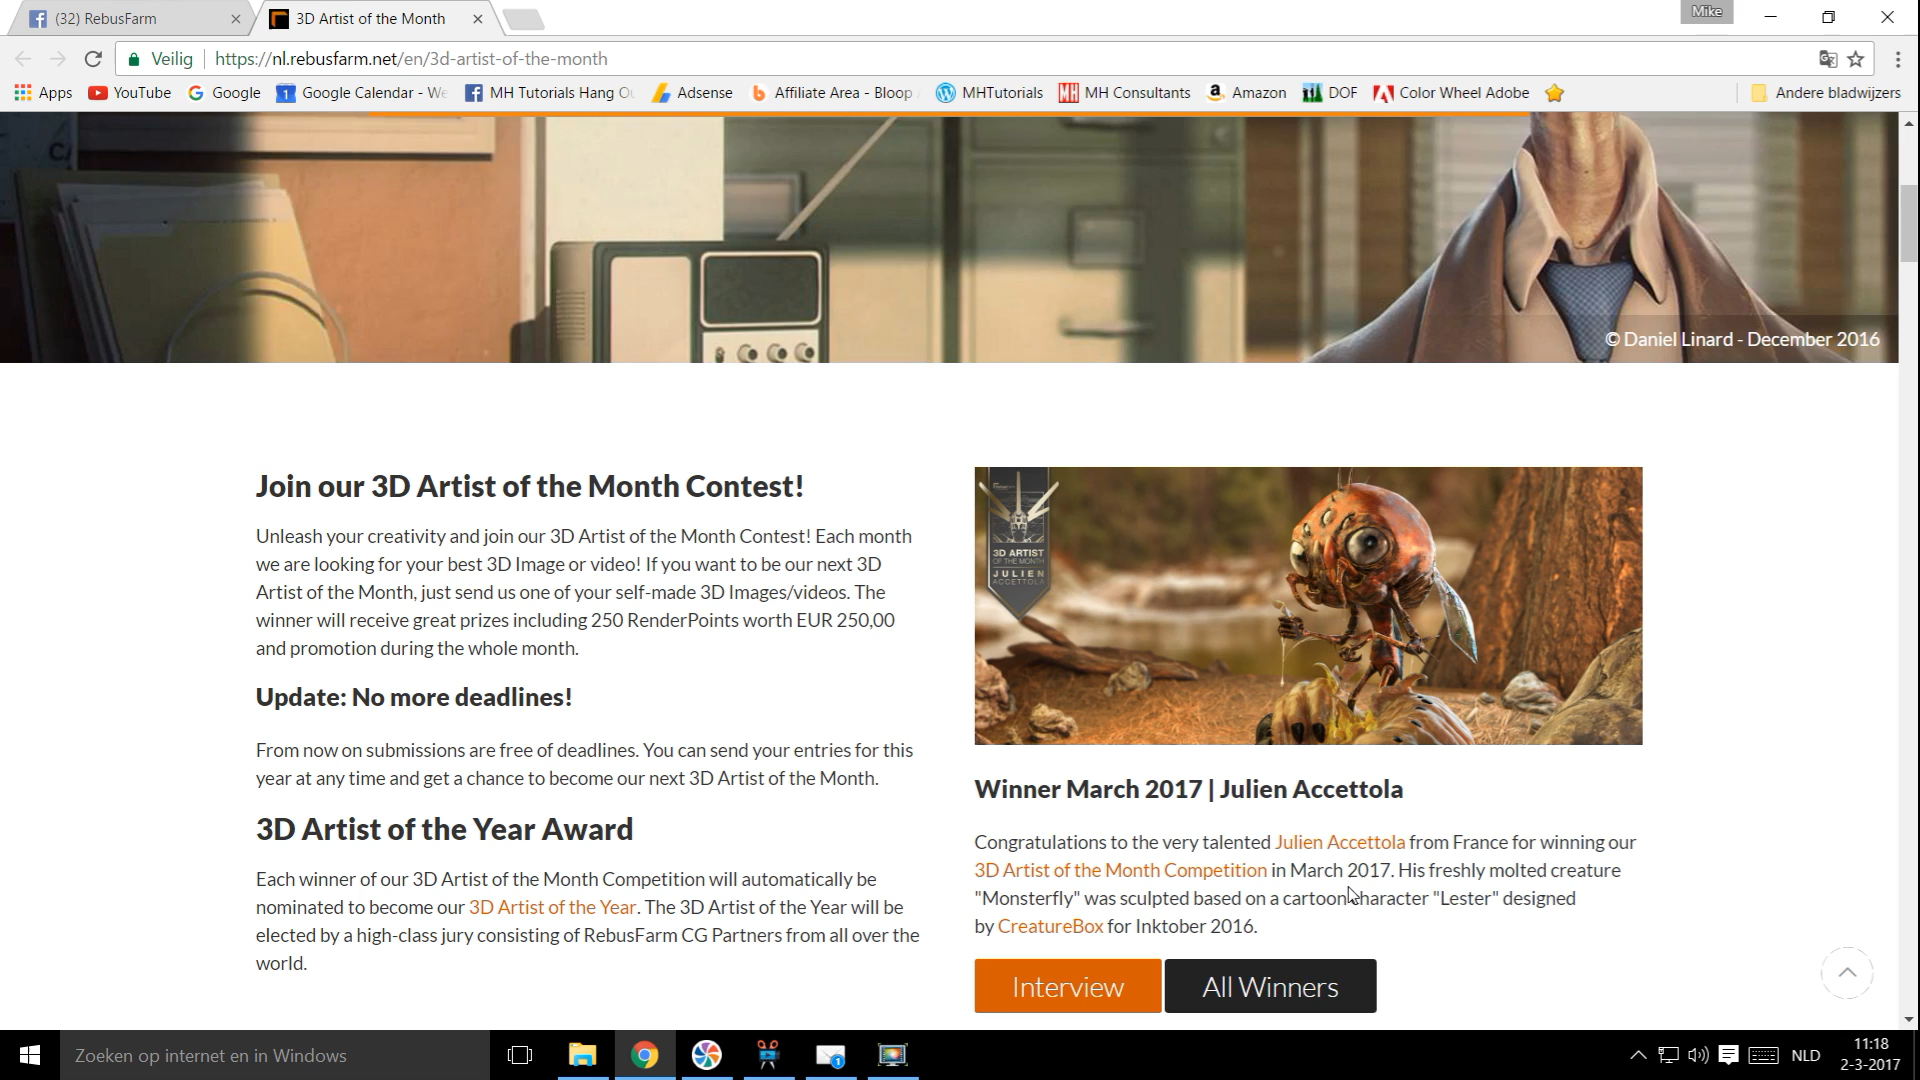 (32) RebusFarm
3D Artist of the Month
Mike
Veilig
https://nl.rebusfarm.net/en/3d-artist-of-the-month
Apps
YouTube
Google
1
Google Calendar - We
MH Tutorials Hang Ou
Adsense
Affiliate Area - Bloop
MHTutorials
MH Consultants
Amazon
DOF
Color Wheel Adobe
Andere bladwijzers
© Daniel Linard - December 2016
Join our 3D Artist of the Month Contest!
Unleash your creativity and join our 3D Artist of the Month Contest! Each month
we are looking for your best 3D Image or video! If you want to be our next 3D
Artist of the Month, just send us one of your self-made 3D Images/videos. The
winner will receive great prizes including 250 RenderPoints worth EUR 250,00
and promotion during the whole month.
Update: No more deadlines!
From now on submissions are free of deadlines. You can send your entries for this
year at any time and get a chance to become our next 3D Artist of the Month.
3D Artist of the Year Award
Each winner of our 3D Artist of the Month Competition will automatically be
nominated to become our 3D Artist of the Year. The 3D Artist of the Year will be
elected by a high-class jury consisting of RebusFarm CG Partners from all over the
world.
3D ARTIST
OF THE MONTH
JULIEN
ACCETTOLA
Winner March 2017 | Julien Accettola
Congratulations to the very talented Julien Accettola from France for winning our
3D Artist of the Month Competition in March 2017. His freshly molted creature
"Monsterfly" was sculpted based on a cartoon character "Lester" designed
by CreatureBox for Inktober 2016.
Interview
All Winners
Zoeken op internet en in Windows
1
NLD
11:18
2-3-2017